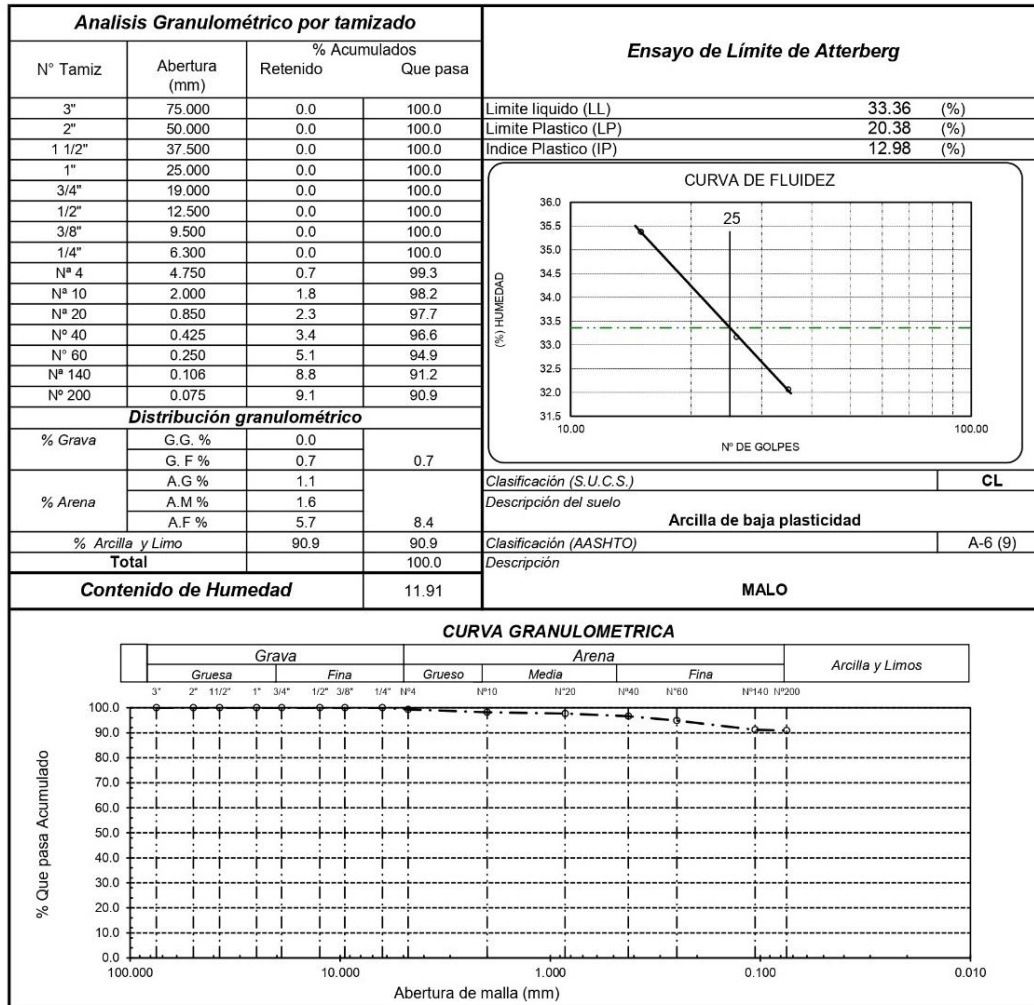 Analisis Granulométrico por tamizado
N° Tamiz Abertura (mm) % Acumulados Retenido Que pasa
3" 75.000 0.0 100.0
2" 50.000 0.0 100.0
1 1/2" 37.500 0.0 100.0
1" 25.000 0.0 100.0
3/4" 19.000 0.0 100.0
1/2" 12.500 0.0 100.0
3/8" 9.500 0.0 100.0
1/4" 6.300 0.0 100.0
Nª 4 4.750 0.7 99.3
Nª 10 2.000 1.8 98.2
Nª 20 0.850 2.3 97.7
Nº 40 0.425 3.4 96.6
N° 60 0.250 5.1 94.9
Nª 140 0.106 8.8 91.2
Nº 200 0.075 9.1 90.9
Distribución granulométrico
% Grava G.G. % 0.0
G. F % 0.7 0.7
A.G % 1.1
% Arena A.M % 1.6
A.F % 5.7 8.4
% Arcilla y Limo 90.9 90.9
Total 100.0
Contenido de Humedad 11.91
Ensayo de Límite de Atterberg
Limite liquido (LL) 33.36 (%)
Limite Plastico (LP) 20.38 (%)
Indice Plastico (IP) 12.98 (%)
CURVA DE FLUIDEZ
25
(%) HUMEDAD
36.0
35.5
35.0
34.5
34.0
33.5
33.0
32.5
32.0
31.5
10.00 100.00
Nº DE GOLPES
Clasificación (S.U.C.S.) CL
Descripción del suelo
Arcilla de baja plasticidad
Clasificación (AASHTO) A-6 (9)
Descripción
MALO
CURVA GRANULOMETRICA
Grava Arena Arcilla y Limos
Gruesa Fina Grueso Media Fina
3" 2" 11/2" 1" 3/4" 1/2" 3/8" 1/4" Nº4 Nº10 N°20 Nº40 N°60 Nº140 Nº200
% Que pasa Acumulado
100.0
90.0
80.0
70.0
60.0
50.0
40.0
30.0
20.0
10.0
0.0
100.000 10.000 1.000 0.100 0.010
Abertura de malla (mm)